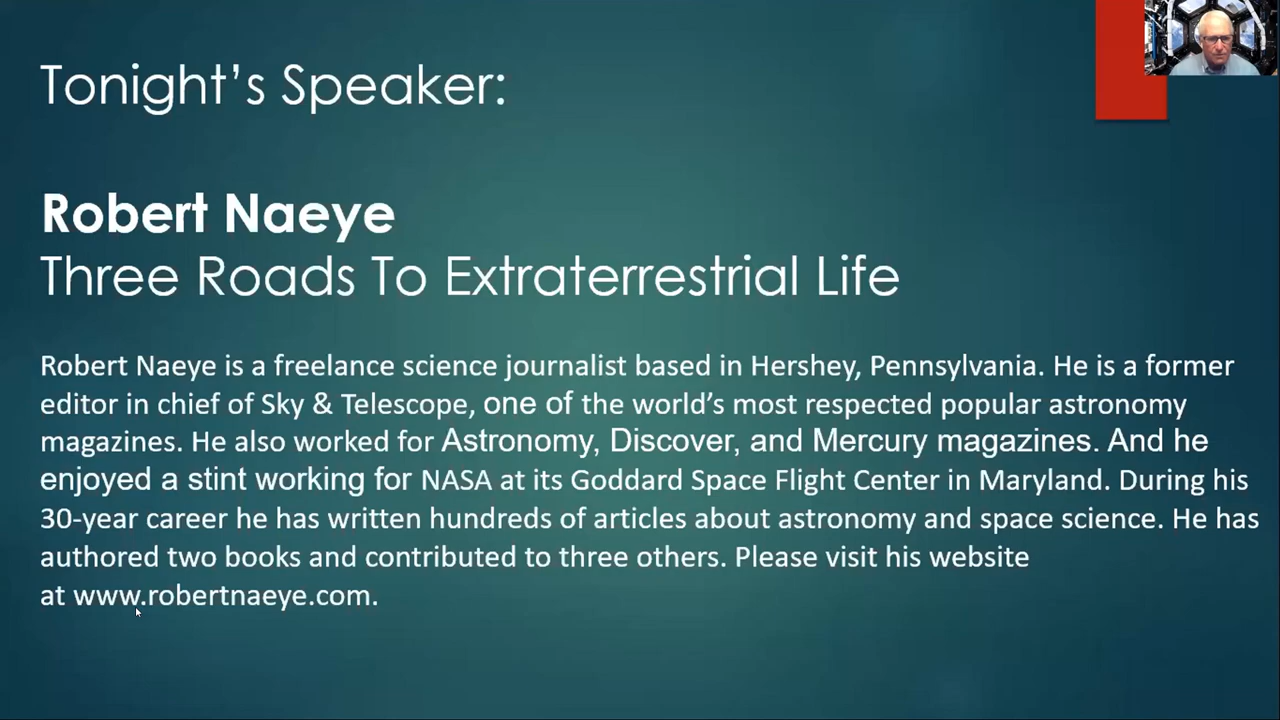 Tonight’s Speaker:
Robert Naeye
Three Roads To Extraterrestrial Life
Robert Naeye is a freelance science journalist based in Hershey, Pennsylvania. He is a former
editor in chief of Sky & Telescope, one of the world’s most respected popular astronomy
magazines. He also worked for Astronomy, Discover, and Mercury magazines. And he
enjoyed a stint working for NASA at its Goddard Space Flight Center in Maryland. During his
30-year career he has written hundreds of articles about astronomy and space science. He has
authored two books and contributed to three others. Please visit his website
at www.robertnaeye.com.